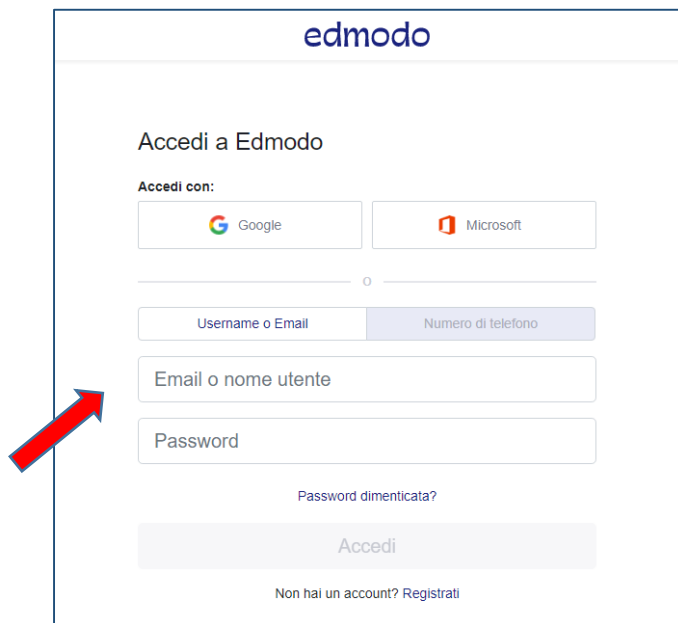 edmodo
Accedi a Edmodo
Accedi con:
Google Microsoft
o
Username o Email Numero di telefono
Email o nome utente
Password
Password dimenticata?
Accedi
Non hai un account? Registrati